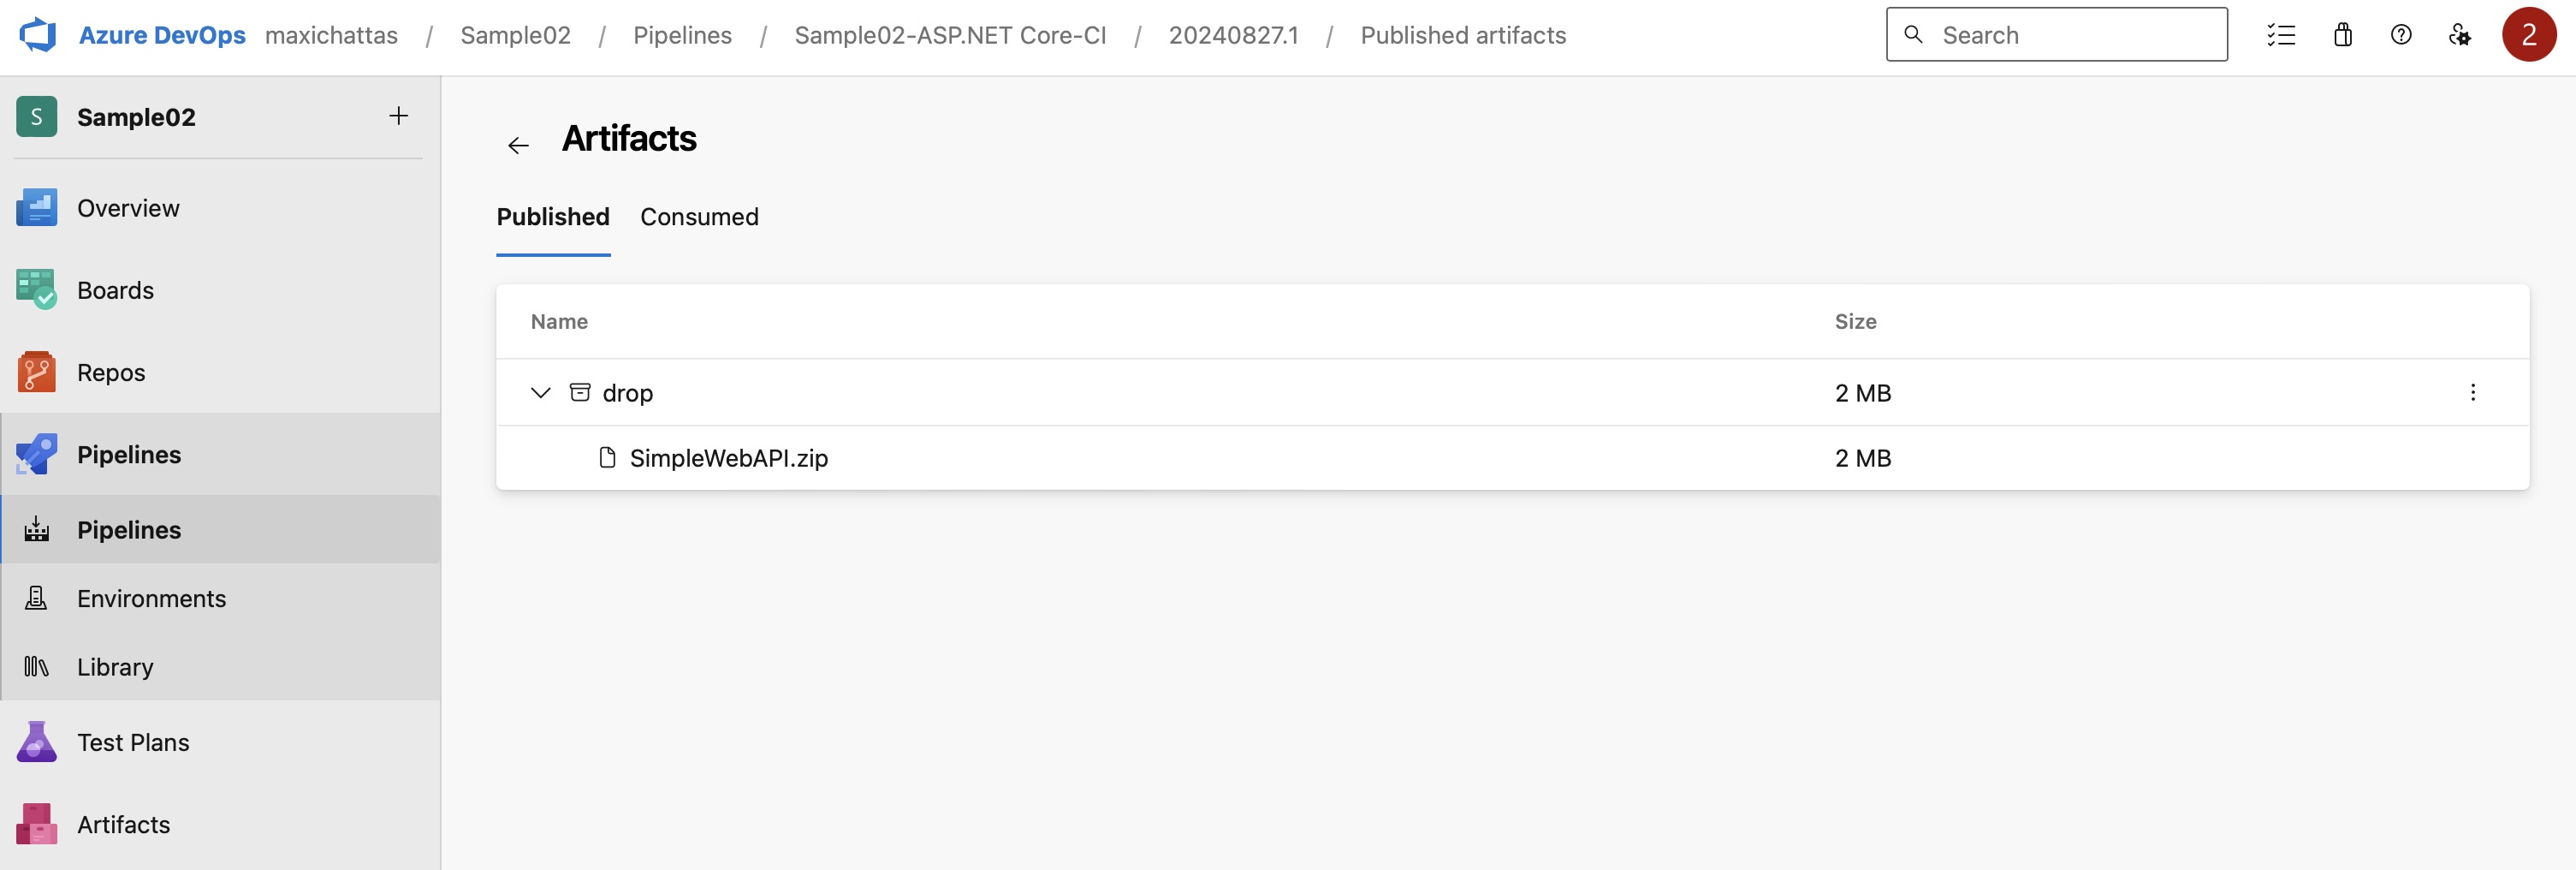 Azure DevOps maxichattas / Sample02 / Pipelines / Sample02-ASP.NET Core-CI / 20240827.1 / Published artifacts
Search
2
S Sample02 +
Overview
Boards
Repos
Pipelines
Pipelines
Environments
Library
Test Plans
Artifacts
Artifacts
Published Consumed
Name Size
drop 2 MB
SimpleWebAPI.zip 2 MB